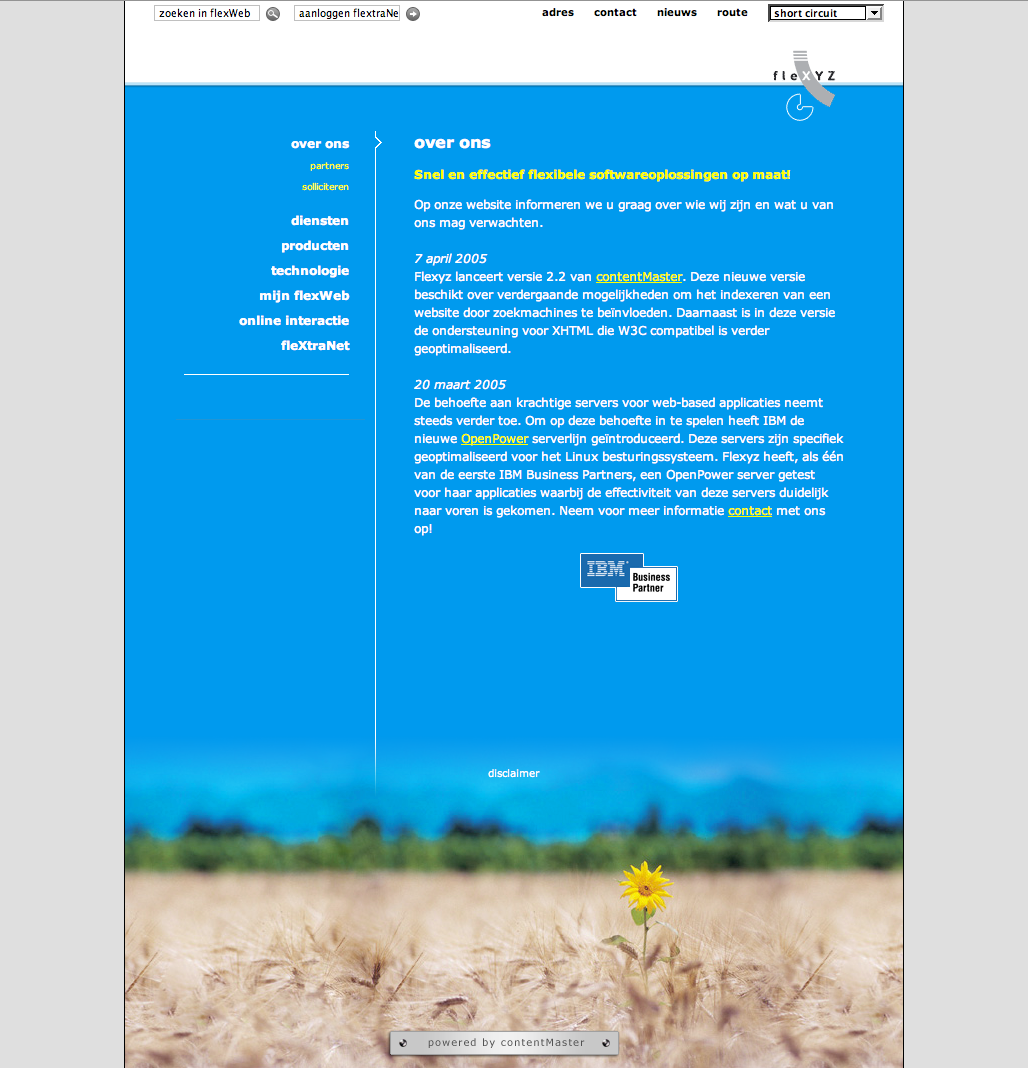 zoeken in flexWeb
aanloggen flextraNe
adres
contact
nieuws
route
short circuit
fleXYZ
over ons
partners
solliciteren
diensten
producten
technologie
mijn flexWeb
online interactie
fleXtraNet
over ons
Snel en effectief flexibele softwareoplossingen op maat!
Op onze website informeren we u graag over wie wij zijn en wat u van
ons mag verwachten.
7 april 2005
Flexyz lanceert versie 2.2 van contentMaster. Deze nieuwe versie
beschikt over verdergaande mogelijkheden om het indexeren van een
website door zoekmachines te beïnvloeden. Daarnaast is in deze versie
de ondersteuning voor XHTML die W3C compatibel is verder
geoptimaliseerd.
20 maart 2005
De behoefte aan krachtige servers voor web-based applicaties neemt
steeds verder toe. Om op deze behoefte in te spelen heeft IBM de
nieuwe OpenPower serverlijn geïntroduceerd. Deze servers zijn specifiek
geoptimaliseerd voor het Linux besturingssysteem. Flexyz heeft, als één
van de eerste IBM Business Partners, een OpenPower server getest
voor haar applicaties waarbij de effectiviteit van deze servers duidelijk
naar voren is gekomen. Neem voor meer informatie contact met ons
op!
IBM
Business
Partner
disclaimer
powered by contentMaster